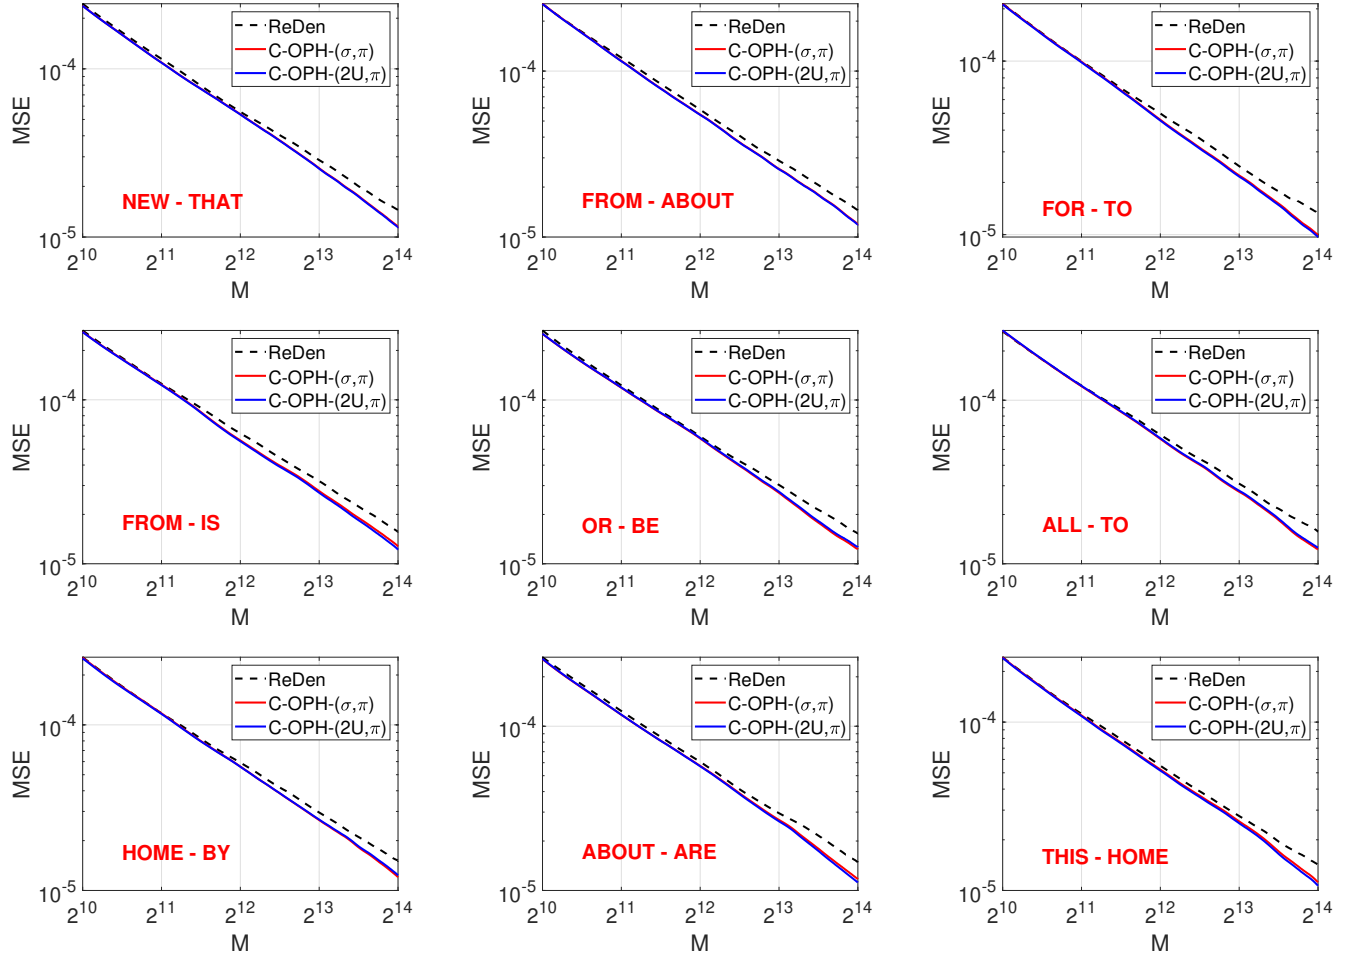 ReDen
C-OPH-(σ,π)
C-OPH-(2U,π)
MSE
10^-4
10^-5
NEW - THAT
2^10 2^11 2^12 2^13 2^14
M
ReDen
C-OPH-(σ,π)
C-OPH-(2U,π)
MSE
10^-4
10^-5
FROM - ABOUT
2^10 2^11 2^12 2^13 2^14
M
ReDen
C-OPH-(σ,π)
C-OPH-(2U,π)
MSE
10^-4
10^-5
FOR - TO
2^10 2^11 2^12 2^13 2^14
M
ReDen
C-OPH-(σ,π)
C-OPH-(2U,π)
MSE
10^-4
10^-5
FROM - IS
2^10 2^11 2^12 2^13 2^14
M
ReDen
C-OPH-(σ,π)
C-OPH-(2U,π)
MSE
10^-4
10^-5
OR - BE
2^10 2^11 2^12 2^13 2^14
M
ReDen
C-OPH-(σ,π)
C-OPH-(2U,π)
MSE
10^-4
10^-5
ALL - TO
2^10 2^11 2^12 2^13 2^14
M
ReDen
C-OPH-(σ,π)
C-OPH-(2U,π)
MSE
10^-4
10^-5
HOME - BY
2^10 2^11 2^12 2^13 2^14
M
ReDen
C-OPH-(σ,π)
C-OPH-(2U,π)
MSE
10^-4
10^-5
ABOUT - ARE
2^10 2^11 2^12 2^13 2^14
M
ReDen
C-OPH-(σ,π)
C-OPH-(2U,π)
MSE
10^-4
10^-5
THIS - HOME
2^10 2^11 2^12 2^13 2^14
M